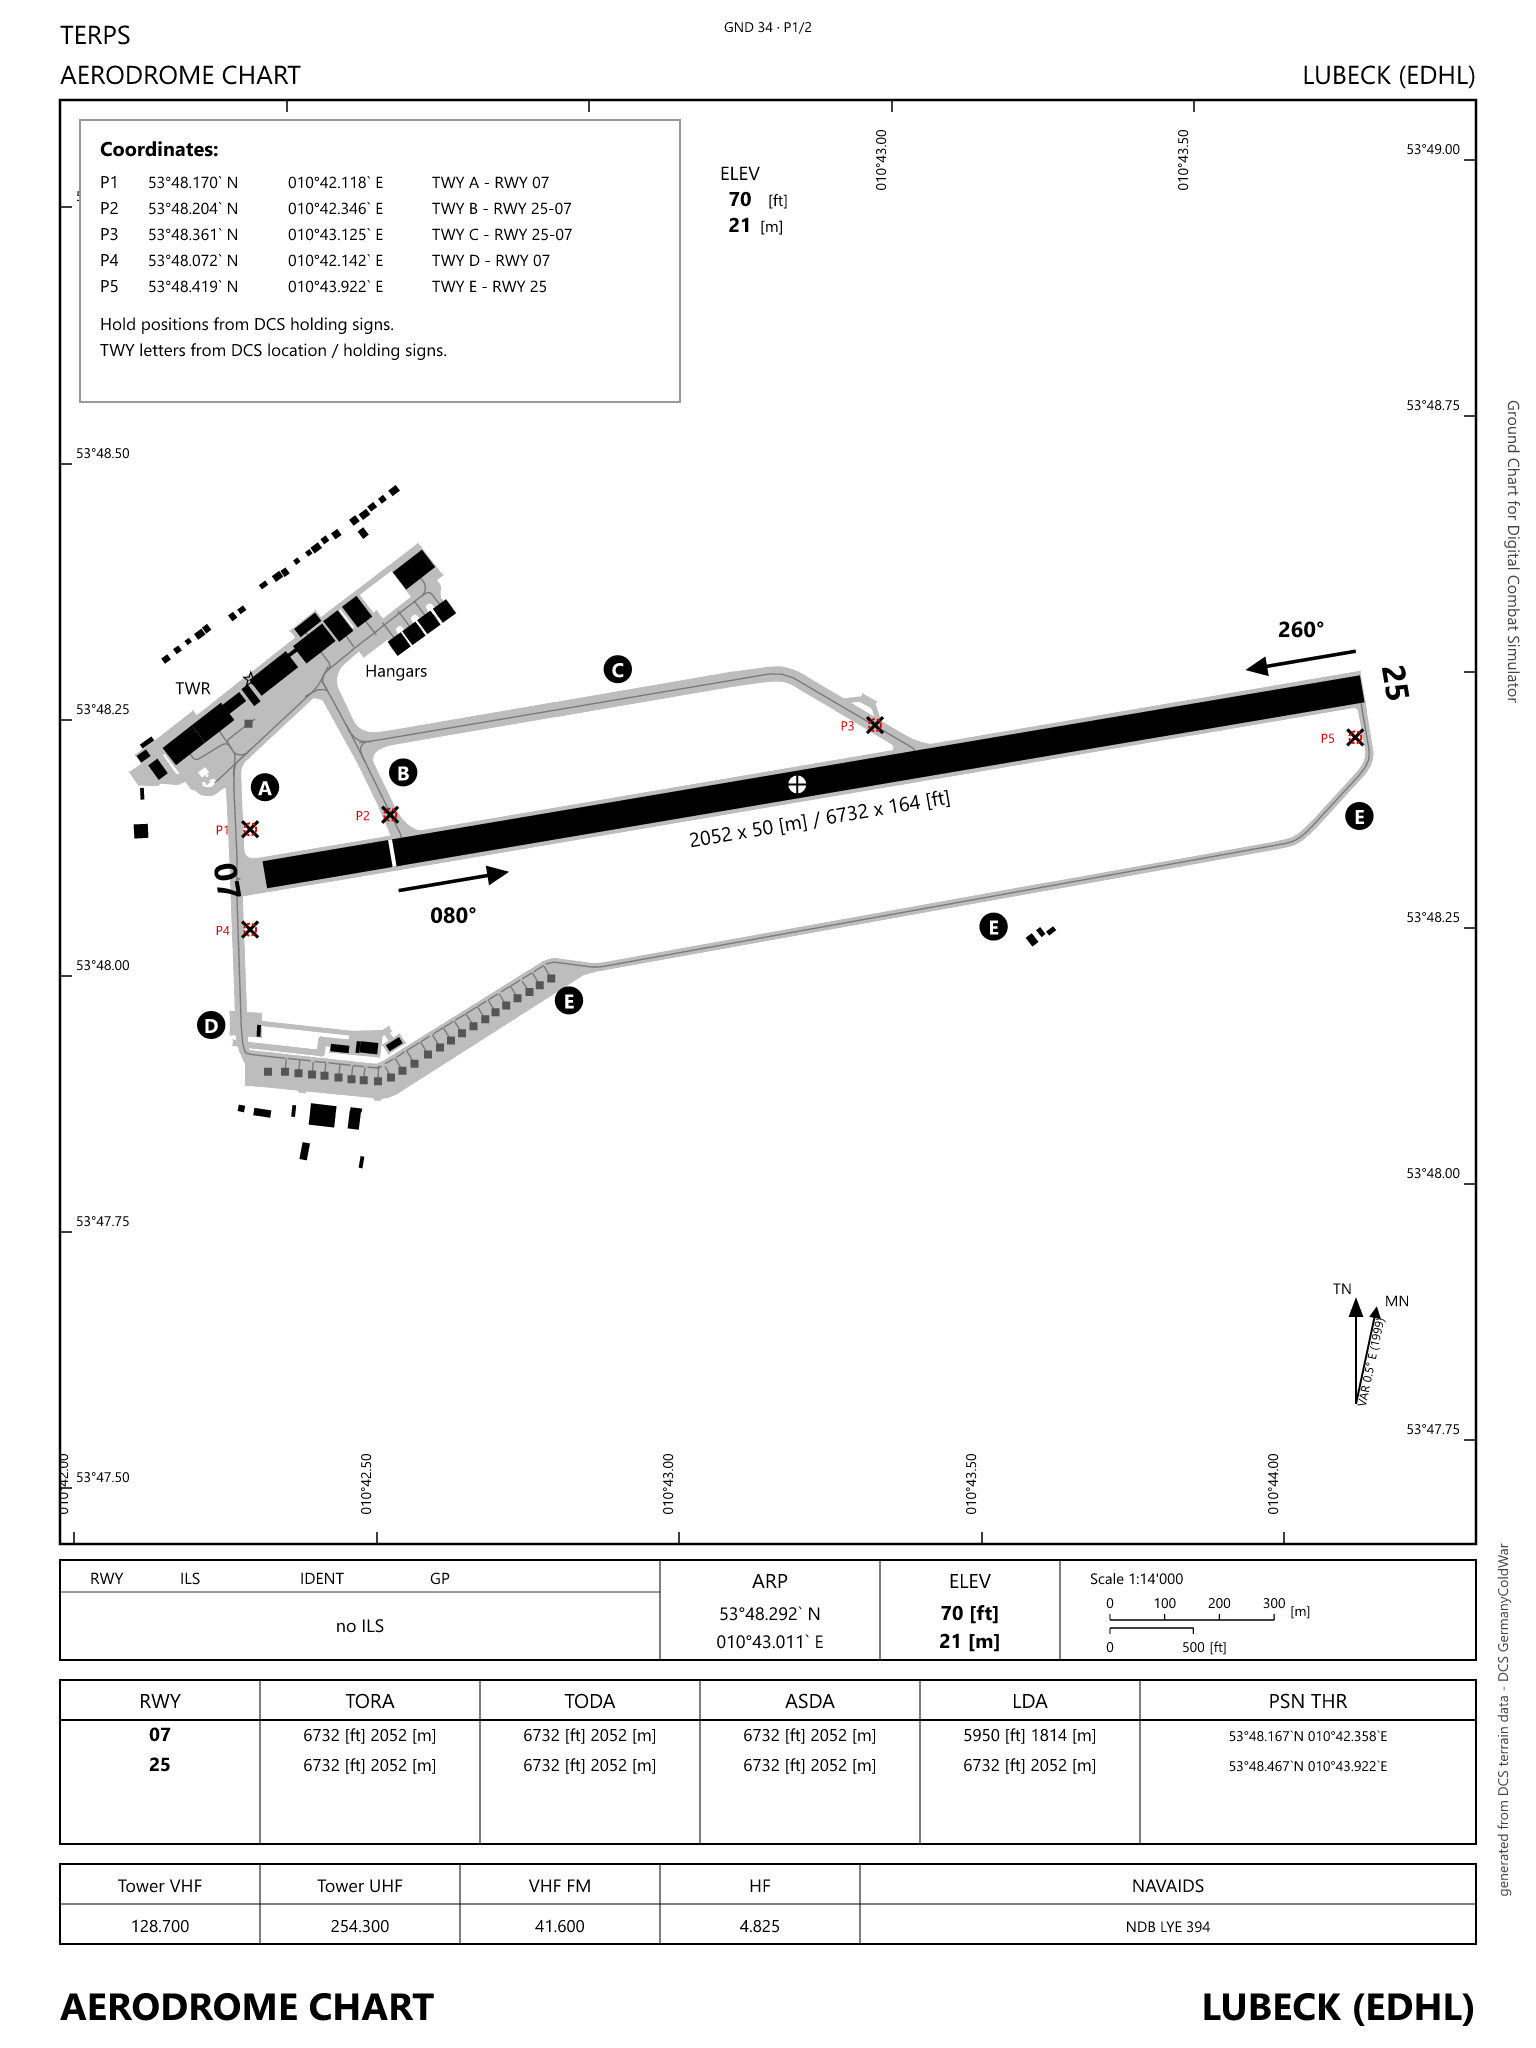 TERPS
GND 34 · P1/2
AERODROME CHART
LUBECK (EDHL)
Coordinates:
P1 53°48.170` N 010°42.118` E TWY A - RWY 07
P2 53°48.204` N 010°42.346` E TWY B - RWY 25-07
P3 53°48.361` N 010°43.125` E TWY C - RWY 25-07
P4 53°48.072` N 010°42.142` E TWY D - RWY 07
P5 53°48.419` N 010°43.922` E TWY E - RWY 25
Hold positions from DCS holding signs.
TWY letters from DCS location / holding signs.
ELEV
70 [ft]
21 [m]
010°43.00
010°43.50
53°49.00
53°48.75
53°48.50
Ground Chart for Digital Combat Simulator
260°
25
C
Hangars
TWR
53°48.25
P3
P5
A
B
P2
P1
2052 x 50 [m] / 6732 x 164 [ft]
E
07
080°
P4
E
53°48.25
53°48.00
E
D
53°48.00
53°47.75
TN
MN
VAR 0.5° E (1999)
53°47.75
53°47.50
010°42.00
010°42.50
010°43.00
010°43.50
010°44.00
RWY ILS IDENT GP
no ILS
ARP
53°48.292` N
010°43.011` E
ELEV
70 [ft]
21 [m]
Scale 1:14'000
0 100 200 300 [m]
0 500 [ft]
generated from DCS terrain data - DCS GermanyColdWar
RWY TORA TODA ASDA LDA PSN THR
07 6732 [ft] 2052 [m] 6732 [ft] 2052 [m] 6732 [ft] 2052 [m] 5950 [ft] 1814 [m] 53°48.167`N 010°42.358`E
25 6732 [ft] 2052 [m] 6732 [ft] 2052 [m] 6732 [ft] 2052 [m] 6732 [ft] 2052 [m] 53°48.467`N 010°43.922`E
Tower VHF Tower UHF VHF FM HF NAVAIDS
128.700 254.300 41.600 4.825 NDB LYE 394
AERODROME CHART
LUBECK (EDHL)